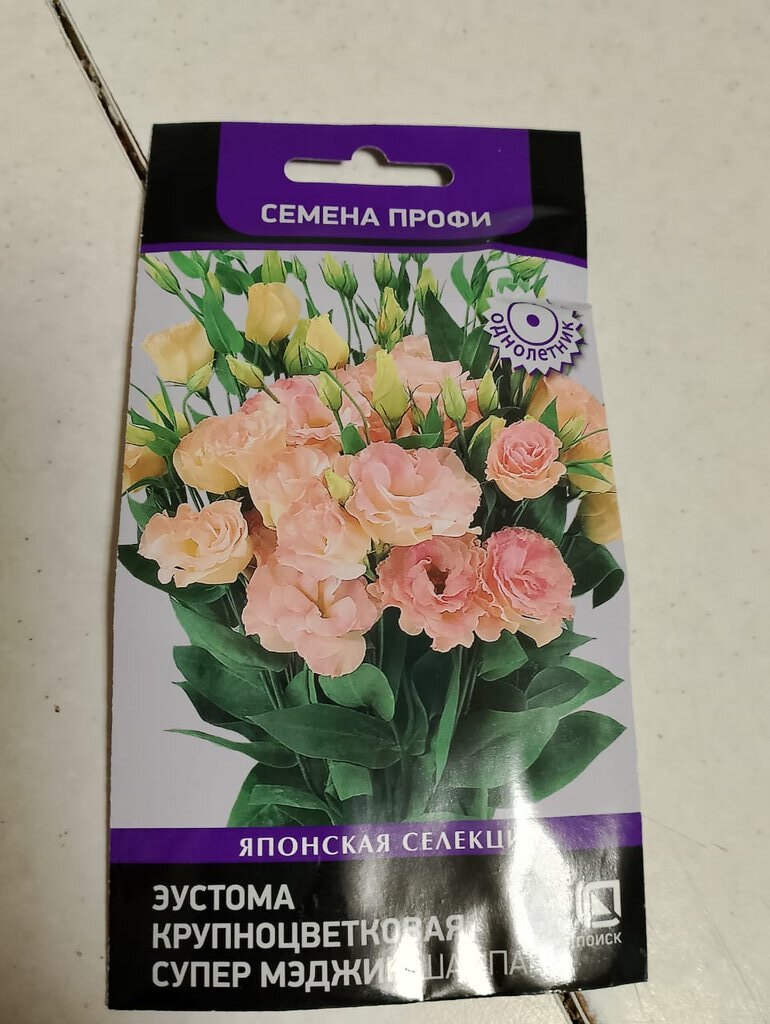 СЕМЕНА ПРОФИ
однолетник
ЯПОНСКАЯ СЕЛЕКЦИ
ЭУСТОМА
КРУПНОЦВЕТКОВАЯ
СУПЕР МЭДЖИК
ПОИСК